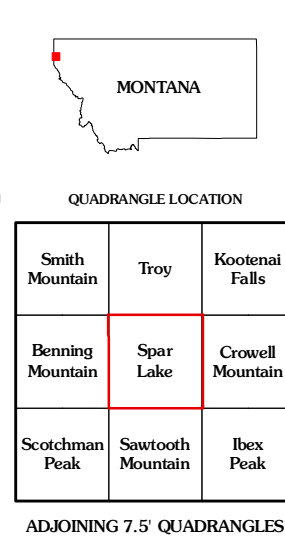 MONTANA
QUADRANGLE LOCATION
Smith
Mountain
Troy
Kootenai
Falls
Benning
Mountain
Spar
Lake
Crowell
Mountain
Scotchman
Peak
Sawtooth
Mountain
Ibex
Peak
ADJOINING 7.5' QUADRANGLES